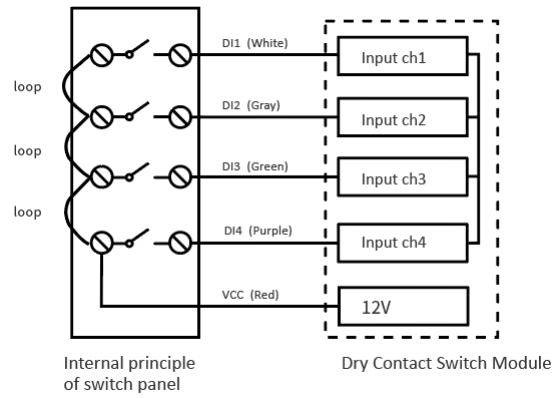 DI1 (White)
Input ch1
loop
DI2 (Gray)
Input ch2
loop
DI3 (Green)
Input ch3
loop
DI4 (Purple)
Input ch4
VCC (Red)
12V
Internal principle
of switch panel
Dry Contact Switch Module